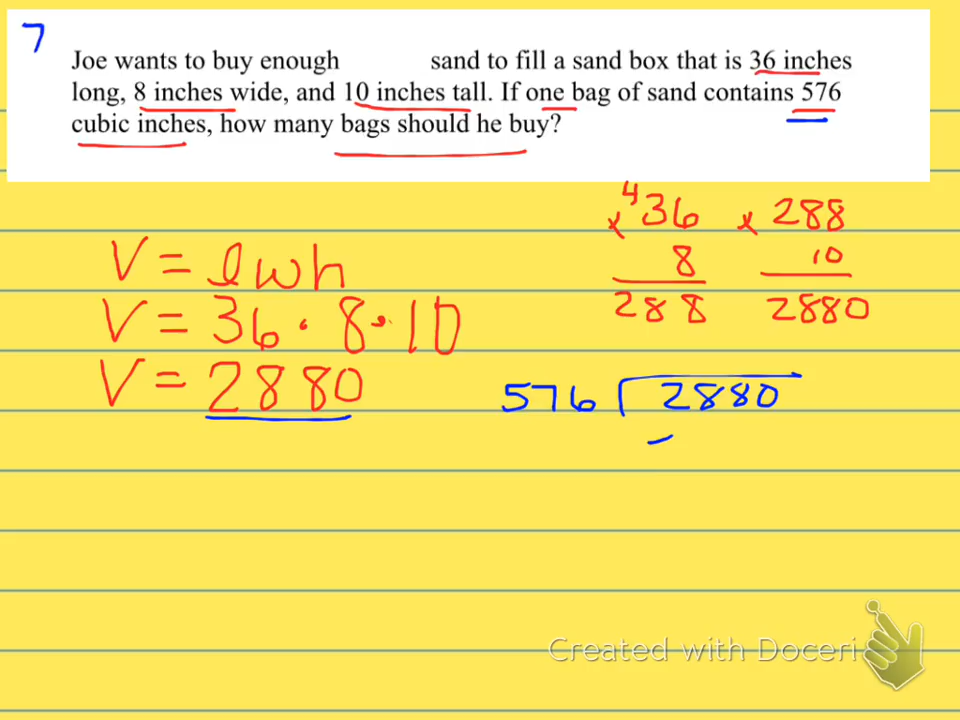 7
Joe wants to buy enough sand to fill a sand box that is 36 inches
long, 8 inches wide, and 10 inches tall. If one bag of sand contains 576
cubic inches, how many bags should he buy?
4
× 36
8
288
× 288
10
2880
V = lwh
V = 36 · 8 · 10
V = 2880
576 2880
Created with Doceri